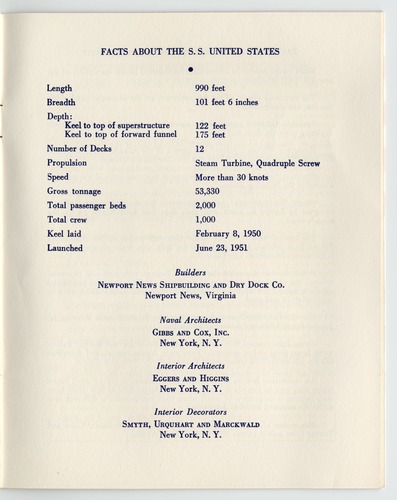 FACTS ABOUT THE S. S. UNITED STATES
•
Length 990 feet
Breadth 101 feet 6 inches
Depth:
Keel to top of superstructure 122 feet
Keel to top of forward funnel 175 feet
Number of Decks 12
Propulsion Steam Turbine, Quadruple Screw
Speed More than 30 knots
Gross tonnage 53,330
Total passenger beds 2,000
Total crew 1,000
Keel laid February 8, 1950
Launched June 23, 1951
Builders
Newport News Shipbuilding and Dry Dock Co.
Newport News, Virginia
Naval Architects
Gibbs and Cox, Inc.
New York, N. Y.
Interior Architects
Eggers and Higgins
New York, N. Y.
Interior Decorators
Smyth, Urquhart and Marckwald
New York, N. Y.